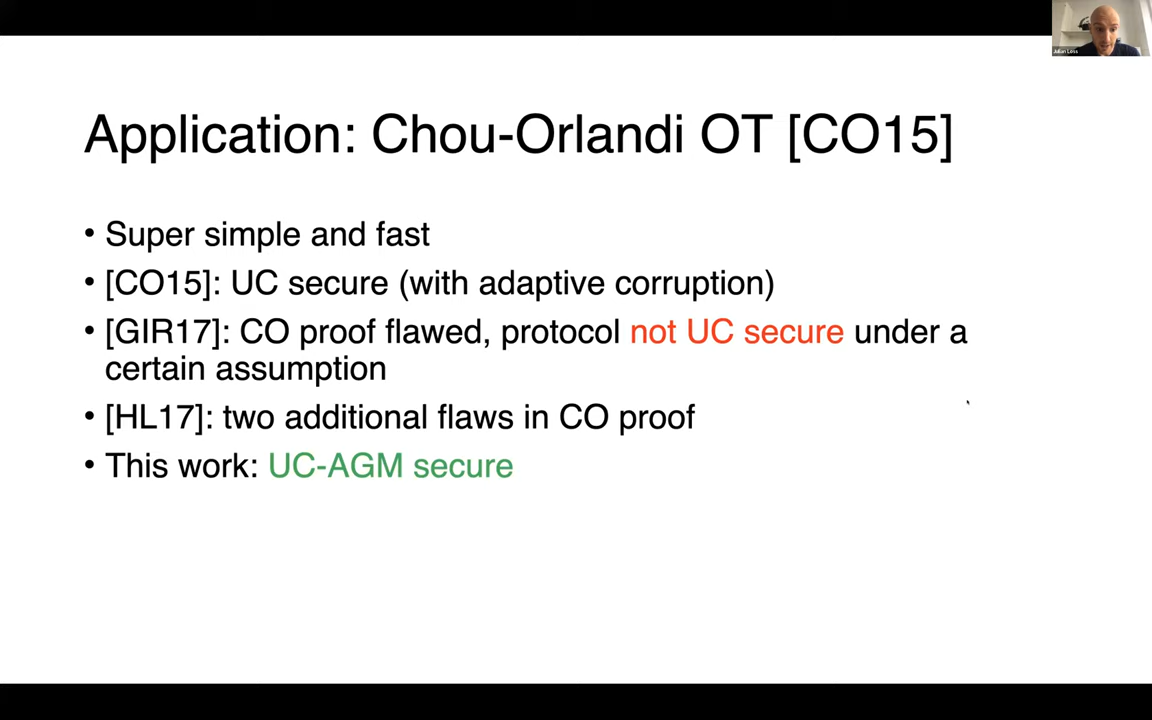 Julian Loss
Application: Chou-Orlandi OT [CO15]
• Super simple and fast
• [CO15]: UC secure (with adaptive corruption)
• [GIR17]: CO proof flawed, protocol not UC secure under a
certain assumption
• [HL17]: two additional flaws in CO proof
• This work: UC-AGM secure